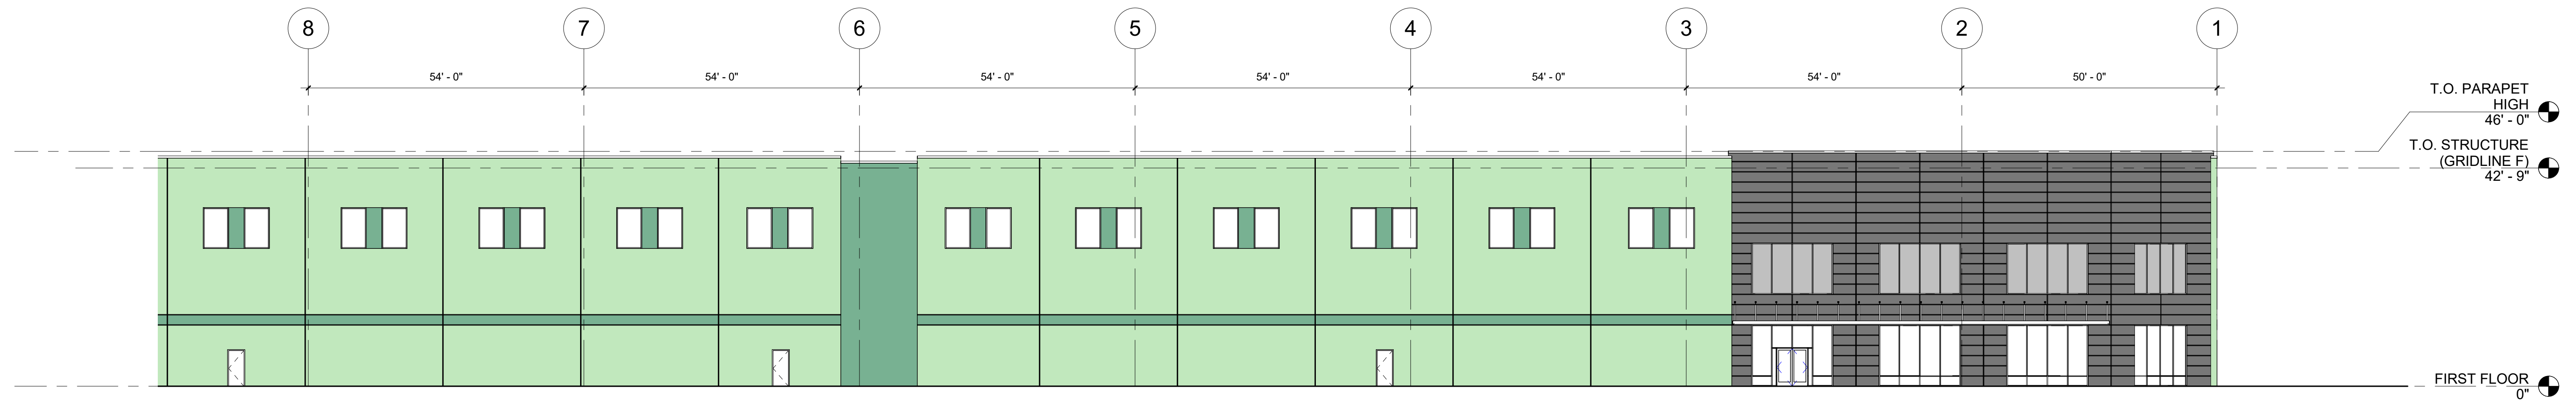 8 7 6 5 4 3 2 1
54' - 0" 54' - 0" 54' - 0" 54' - 0" 54' - 0" 54' - 0" 50' - 0"
T.O. PARAPET
HIGH
46' - 0"
T.O. STRUCTURE
(GRIDLINE F)
42' - 9"
FIRST FLOOR
0"